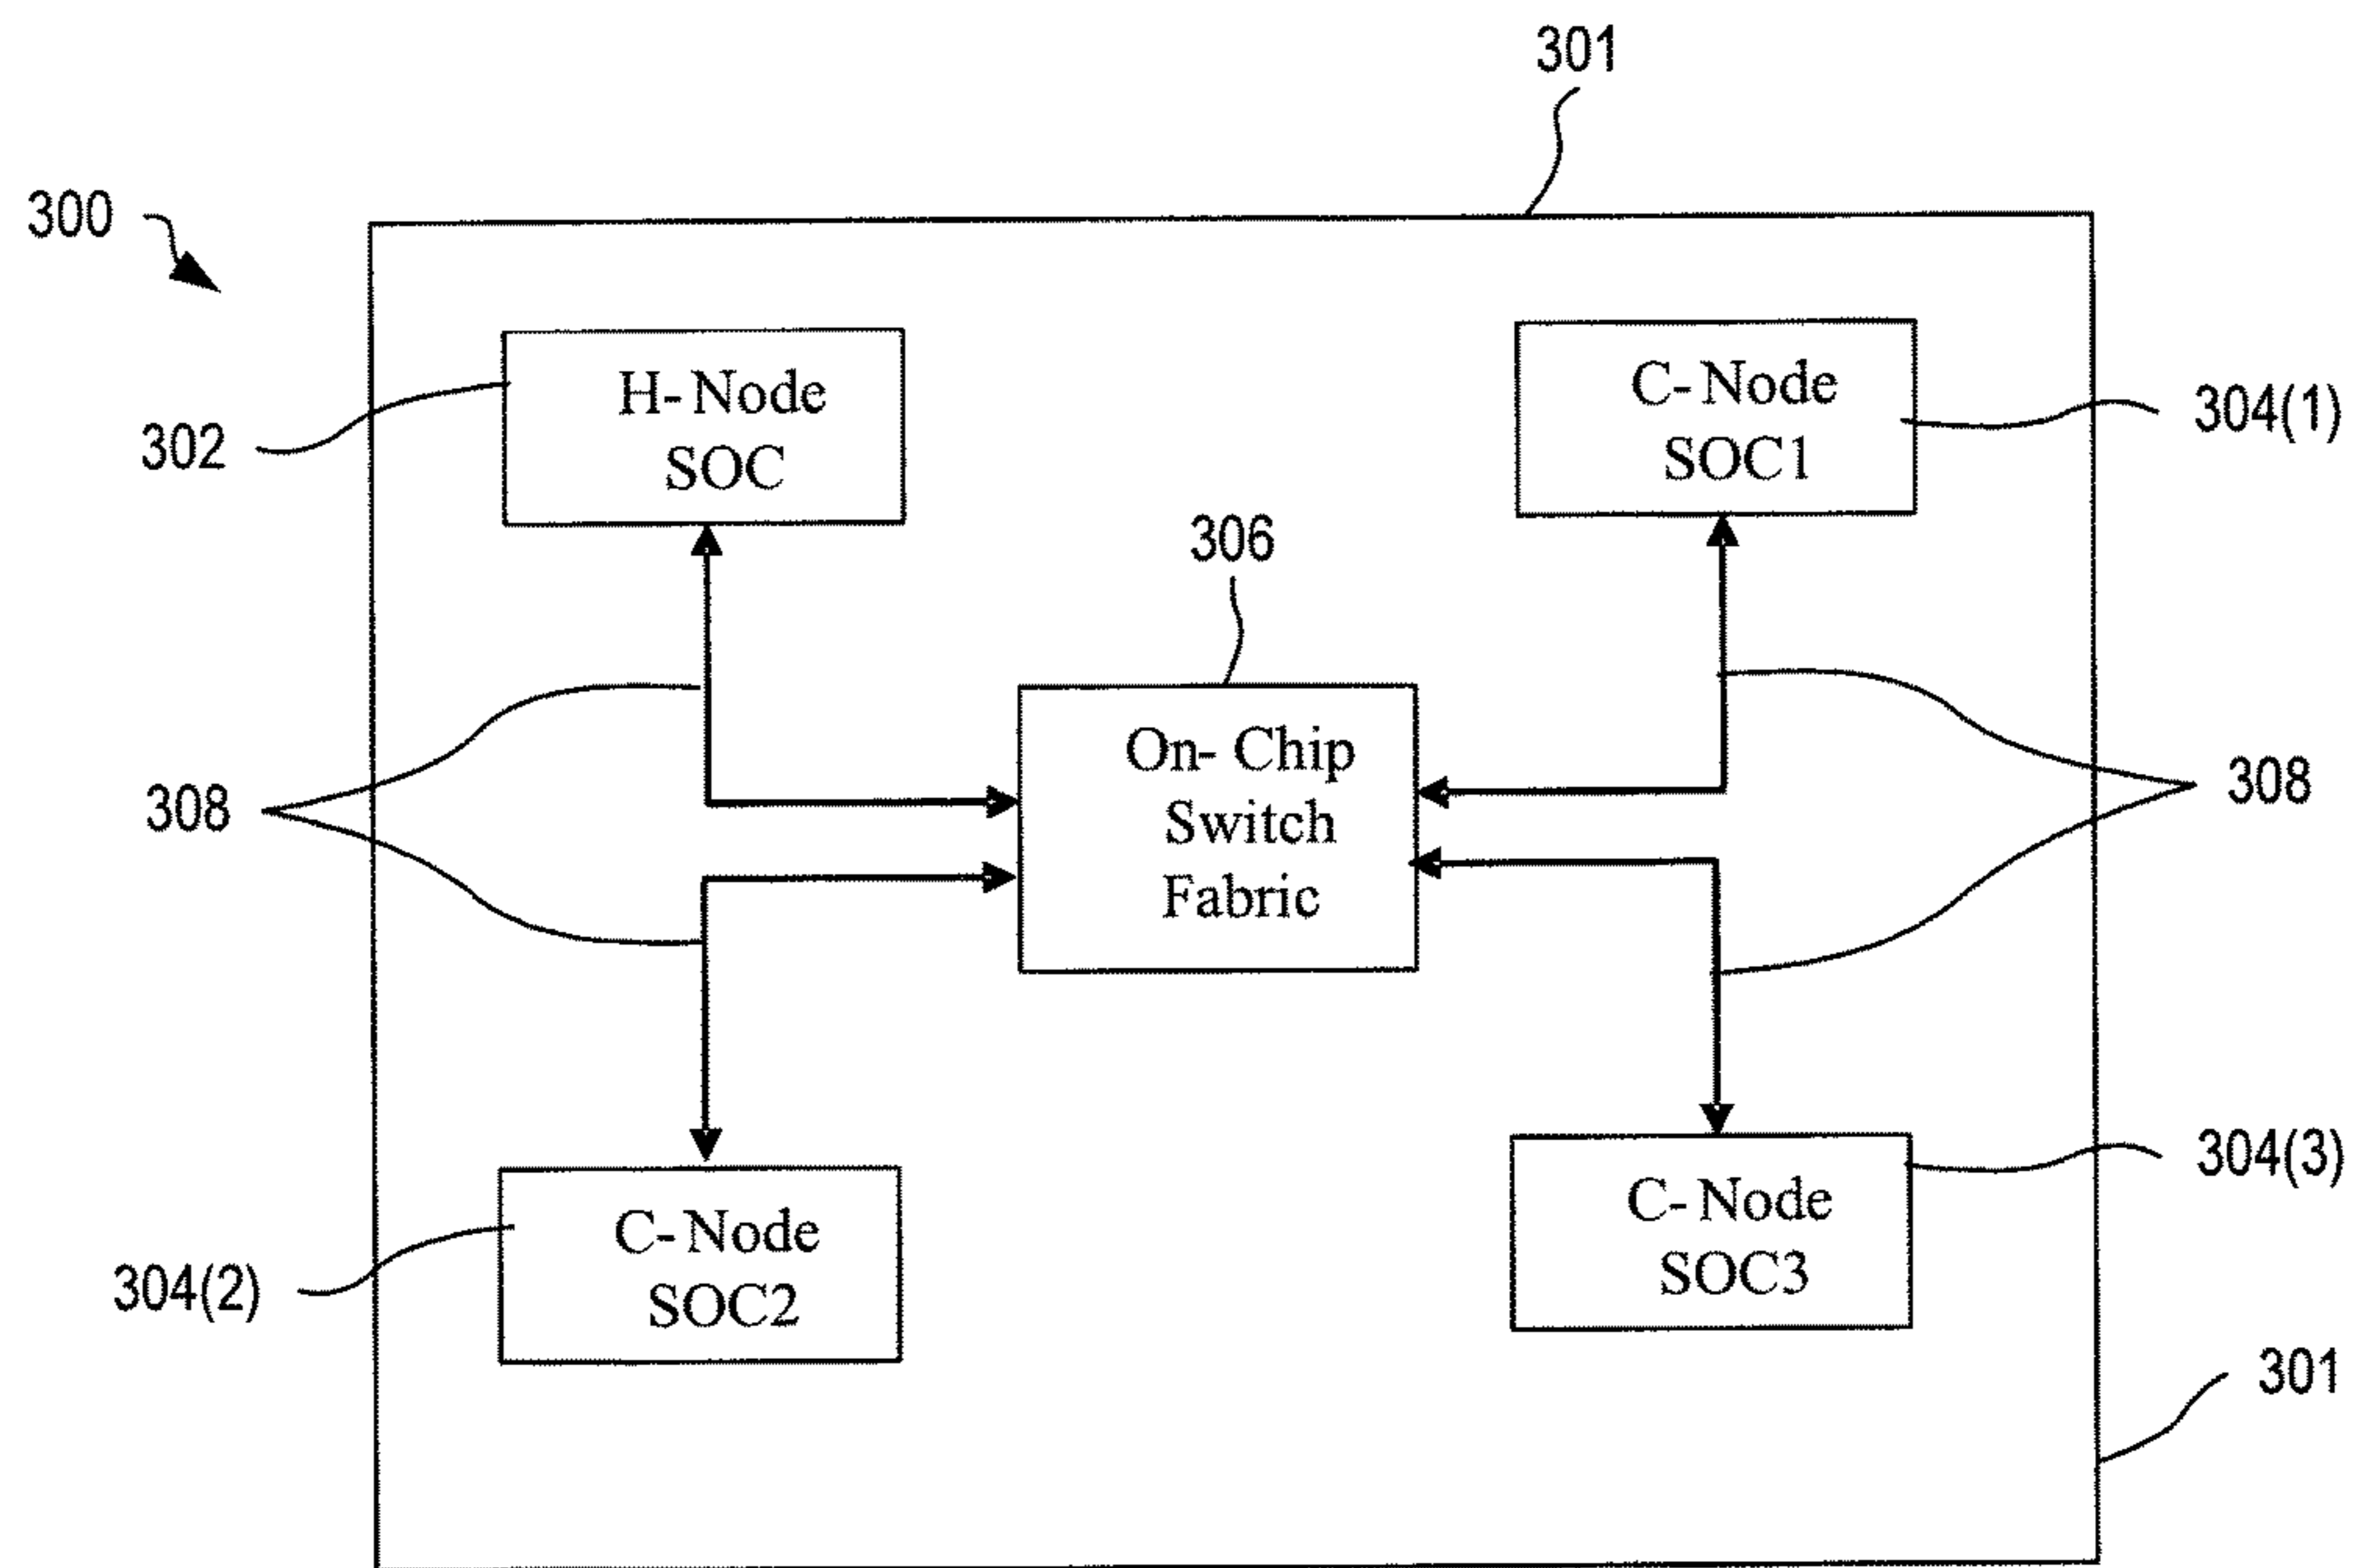 301
300
H-Node
SOC
302
C-Node
SOC1
304(1)
306
On-Chip
Switch
Fabric
308
308
C-Node
SOC2
304(2)
C-Node
SOC3
304(3)
301